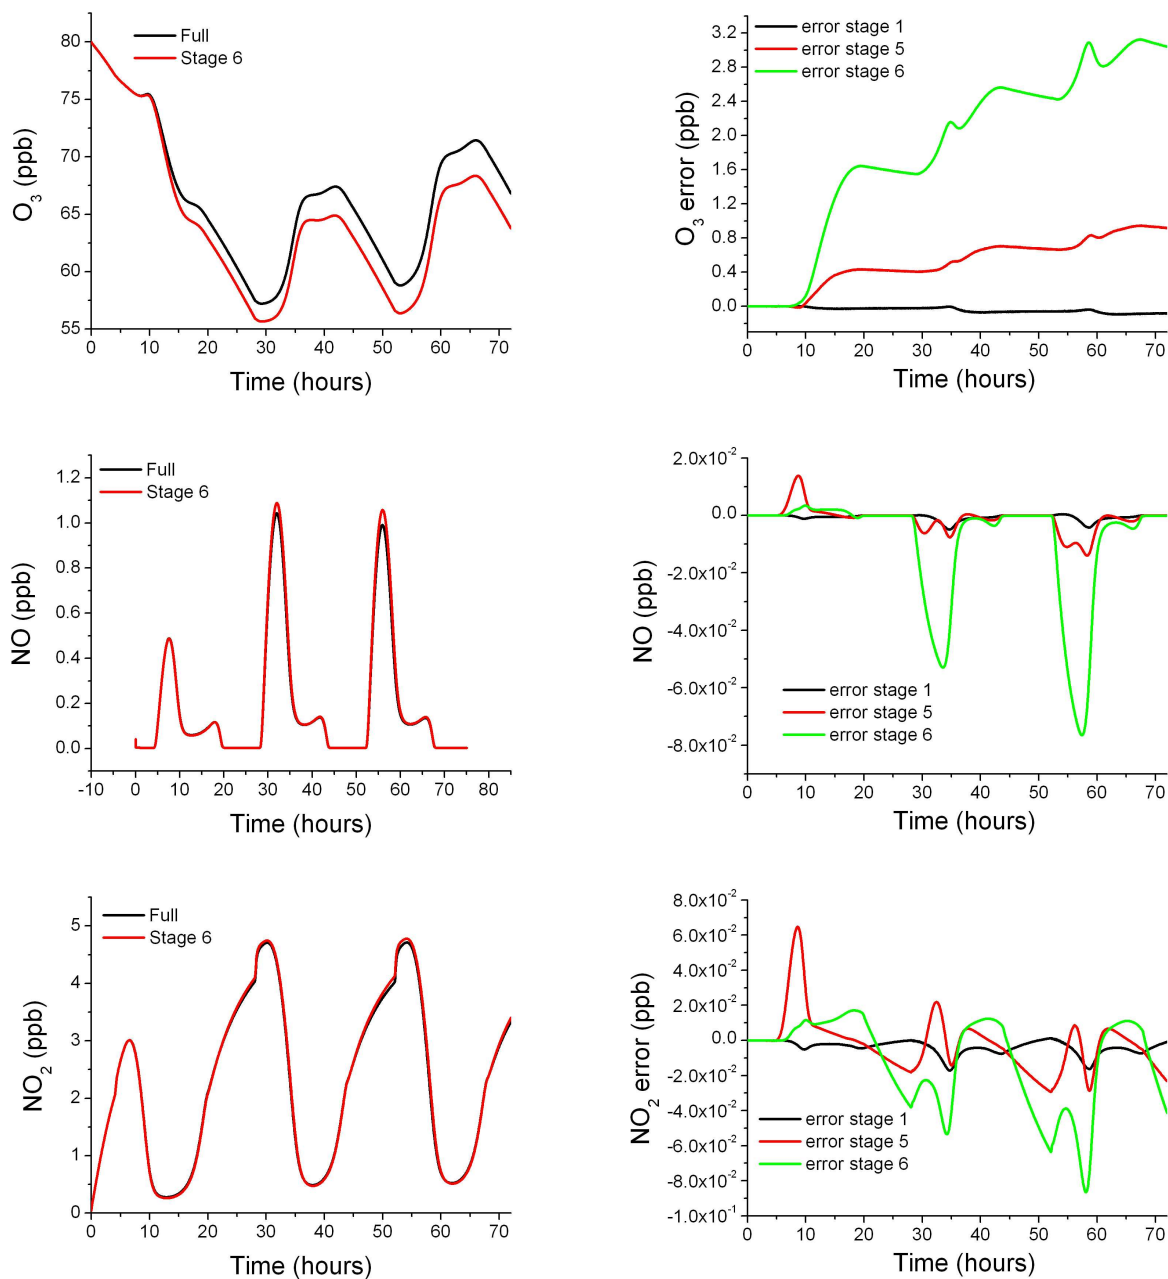 Full
Stage 6
80
75
70
65
60
55
O3 (ppb)
0 10 20 30 40 50 60 70
Time (hours)
error stage 1
error stage 5
error stage 6
3.2
2.8
2.4
2.0
1.6
1.2
0.8
0.4
0.0
O3 error (ppb)
0 10 20 30 40 50 60 70
Time (hours)
Full
Stage 6
1.2
1.0
0.8
0.6
0.4
0.2
0.0
NO (ppb)
-10 0 10 20 30 40 50 60 70 80
Time (hours)
2.0x10-2
0.0
-2.0x10-2
-4.0x10-2
-6.0x10-2
-8.0x10-2
NO (ppb)
error stage 1
error stage 5
error stage 6
0 10 20 30 40 50 60 70
Time (hours)
Full
Stage 6
5
4
3
2
1
0
NO2 (ppb)
0 10 20 30 40 50 60 70
Time (hours)
8.0x10-2
6.0x10-2
4.0x10-2
2.0x10-2
0.0
-2.0x10-2
-4.0x10-2
-6.0x10-2
-8.0x10-2
-1.0x10-1
NO2 error (ppb)
error stage 1
error stage 5
error stage 6
0 10 20 30 40 50 60 70
Time (hours)